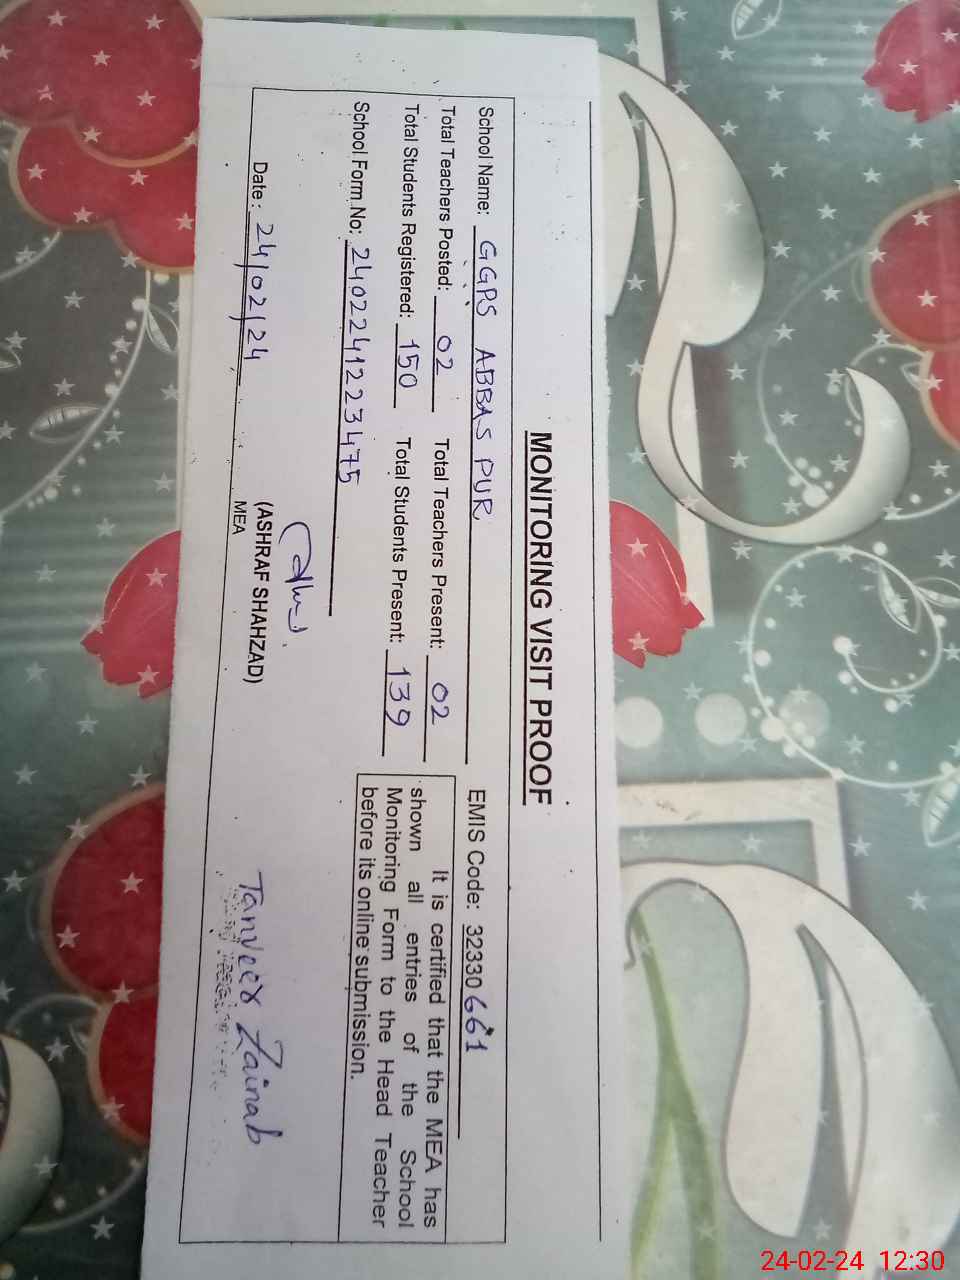 MONITORING VISIT PROOF
School Name: GGPS ABBAS PUR EMIS Code: 32330661
Total Teachers Posted: 02 Total Teachers Present: 02
Total Students Registered: 150 Total Students Present: 139
School Form No: 2402241223475
It is certified that the MEA has
shown all entries of the School
Monitoring Form to the Head Teacher
before its online submission.
Date: 24/02/24
(ASHRAF SHAHZAD)
MEA
Tanveer Zainab
24-02-24 12:30